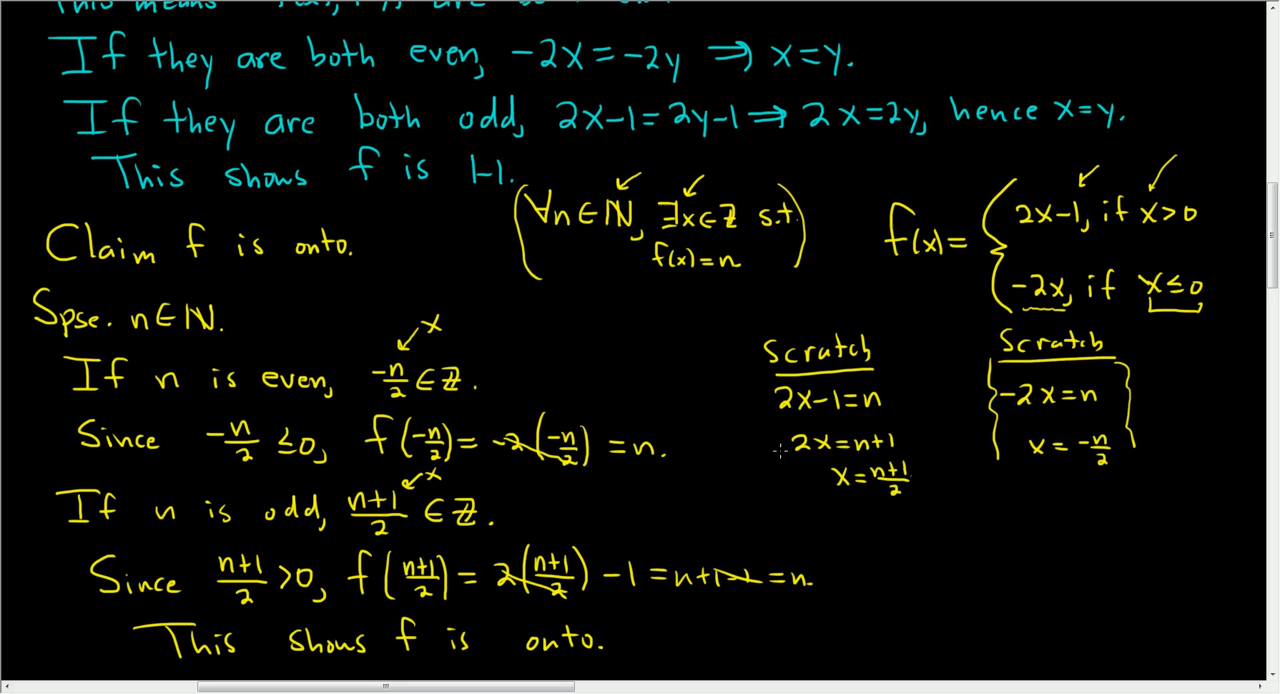 This means
If they are both even, -2x = -2y ⇒ x = y.
If they are both odd, 2x-1 = 2y-1 ⇒ 2x = 2y, hence x = y.
This shows f is 1-1.
Claim f is onto.
(∀n∈ℕ, ∃x∈ℤ s.t. f(x) = n)
f(x) = { 2x-1, if x>0
-2x, if x≤0
Spse. n∈ℕ.
x
If n is even, -n/2 ∈ ℤ.
Since -n/2 ≤0, f(-n/2) = -2(-n/2) = n.
x
If n is odd, n+1/2 ∈ ℤ.
Since n+1/2 >0, f(n+1/2) = 2(n+1/2) -1 = n+1-1 = n.
This shows f is onto.
Scratch
2x-1=n
2x=n+1
x=n+1/2
Scratch
-2x=n
x=-n/2